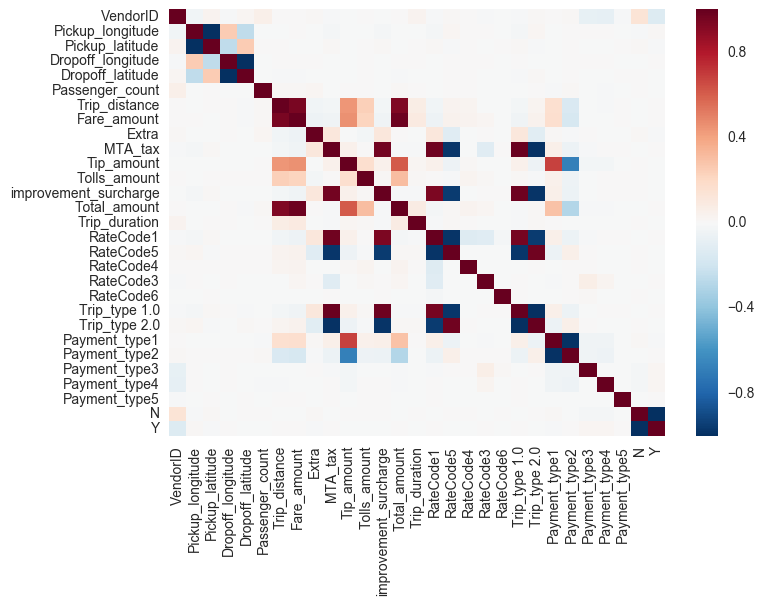 VendorID
Pickup_longitude
Pickup_latitude
Dropoff_longitude
Dropoff_latitude
Passenger_count
Trip_distance
Fare_amount
Extra
MTA_tax
Tip_amount
Tolls_amount
improvement_surcharge
Total_amount
Trip_duration
RateCode1
RateCode5
RateCode4
RateCode3
RateCode6
Trip_type 1.0
Trip_type 2.0
Payment_type1
Payment_type2
Payment_type3
Payment_type4
Payment_type5
N
Y
VendorID
Pickup_longitude
Pickup_latitude
Dropoff_longitude
Dropoff_latitude
Passenger_count
Trip_distance
Fare_amount
Extra
MTA_tax
Tip_amount
Tolls_amount
improvement_surcharge
Total_amount
Trip_duration
RateCode1
RateCode5
RateCode4
RateCode3
RateCode6
Trip_type 1.0
Trip_type 2.0
Payment_type1
Payment_type2
Payment_type3
Payment_type4
Payment_type5
N
Y
0.8
0.4
0.0
−0.4
−0.8